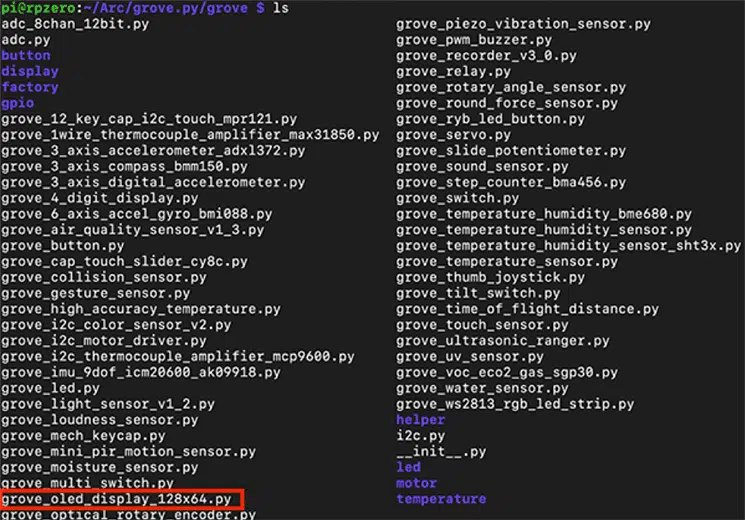 pi@rpzero:~/Arc/grove.py/grove $ ls
adc_8chan_12bit.py
adc.py
button
display
factory
gpio
grove_12_key_cap_i2c_touch_mpr121.py
grove_1wire_thermocouple_amplifier_max31850.py
grove_3_axis_accelerometer_adxl372.py
grove_3_axis_compass_bmm150.py
grove_3_axis_digital_accelerometer.py
grove_4_digit_display.py
grove_6_axis_accel_gyro_bmi088.py
grove_air_quality_sensor_v1_3.py
grove_button.py
grove_cap_touch_slider_cy8c.py
grove_collision_sensor.py
grove_gesture_sensor.py
grove_high_accuracy_temperature.py
grove_i2c_color_sensor_v2.py
grove_i2c_motor_driver.py
grove_i2c_thermocouple_amplifier_mcp9600.py
grove_imu_9dof_icm20600_ak09918.py
grove_led.py
grove_light_sensor_v1_2.py
grove_loudness_sensor.py
grove_mech_keycap.py
grove_mini_pir_motion_sensor.py
grove_moisture_sensor.py
grove_multi_switch.py
grove_oled_display_128x64.py
grove_optical_rotary_encoder.py
grove_piezo_vibration_sensor.py
grove_pwm_buzzer.py
grove_recorder_v3_0.py
grove_relay.py
grove_rotary_angle_sensor.py
grove_round_force_sensor.py
grove_ryb_led_button.py
grove_servo.py
grove_slide_potentiometer.py
grove_sound_sensor.py
grove_step_counter_bma456.py
grove_switch.py
grove_temperature_humidity_bme680.py
grove_temperature_humidity_sensor.py
grove_temperature_humidity_sensor_sht3x.py
grove_temperature_sensor.py
grove_thumb_joystick.py
grove_tilt_switch.py
grove_time_of_flight_distance.py
grove_touch_sensor.py
grove_ultrasonic_ranger.py
grove_uv_sensor.py
grove_voc_eco2_gas_sgp30.py
grove_water_sensor.py
grove_ws2813_rgb_led_strip.py
helper
i2c.py
__init__.py
led
motor
temperature